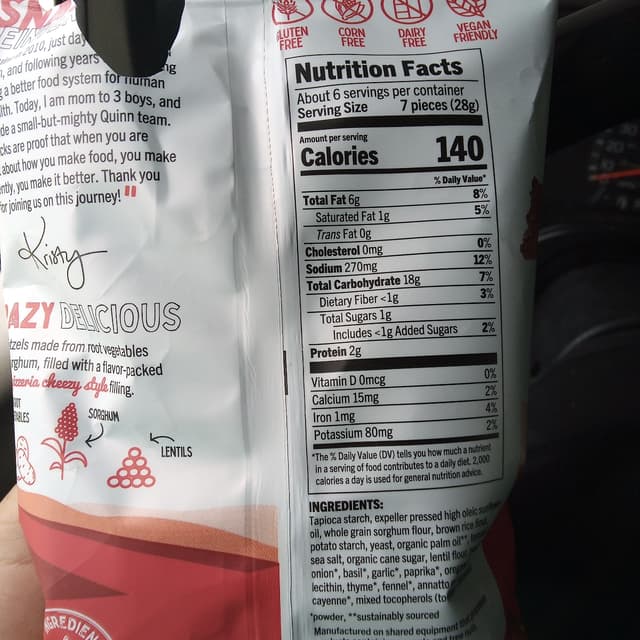 SN
2010, just day
, and following years
ng
g a better food system for human
lth. Today, I am mom to 3 boys, and
de a small-but-mighty Quinn team.
cks are proof that when you are
about how you make food, you make
ntly, you make it better. Thank you
for joining us on this journey! "
Kristy
AZY DELICIOUS
tzels made from root vegetables
rghum, filled with a flavor-packed
izzeria cheezy style filling.
OOT
TABLES
SORGHUM
LENTILS
GREDIEN
GLUTEN FREE
CORN FREE
DAIRY FREE
VEGAN FRIENDLY
Nutrition Facts
About 6 servings per container
Serving Size 7 pieces (28g)
Amount per serving
Calories 140
% Daily Value*
Total Fat 6g 8%
Saturated Fat 1g 5%
Trans Fat 0g
Cholesterol 0mg 0%
Sodium 270mg 12%
Total Carbohydrate 18g 7%
Dietary Fiber <1g 3%
Total Sugars 1g
Includes <1g Added Sugars 2%
Protein 2g
Vitamin D 0mcg 0%
Calcium 15mg 2%
Iron 1mg 4%
Potassium 80mg 2%
*The % Daily Value (DV) tells you how much a nutrient
in a serving of food contributes to a daily diet. 2,000
calories a day is used for general nutrition advice.
INGREDIENTS:
Tapioca starch, expeller pressed high oleic sunf
oil, whole grain sorghum flour, brown rice flour,
potato starch, yeast, organic palm oil**,
sea salt, organic cane sugar, lentil flour,
onion*, basil*, garlic*, paprika*, oreg
lecithin, thyme*, fennel*, annatto
cayenne*, mixed tocopherols (to
*powder, **sustainably sourced
Manufactured on shared equipment that